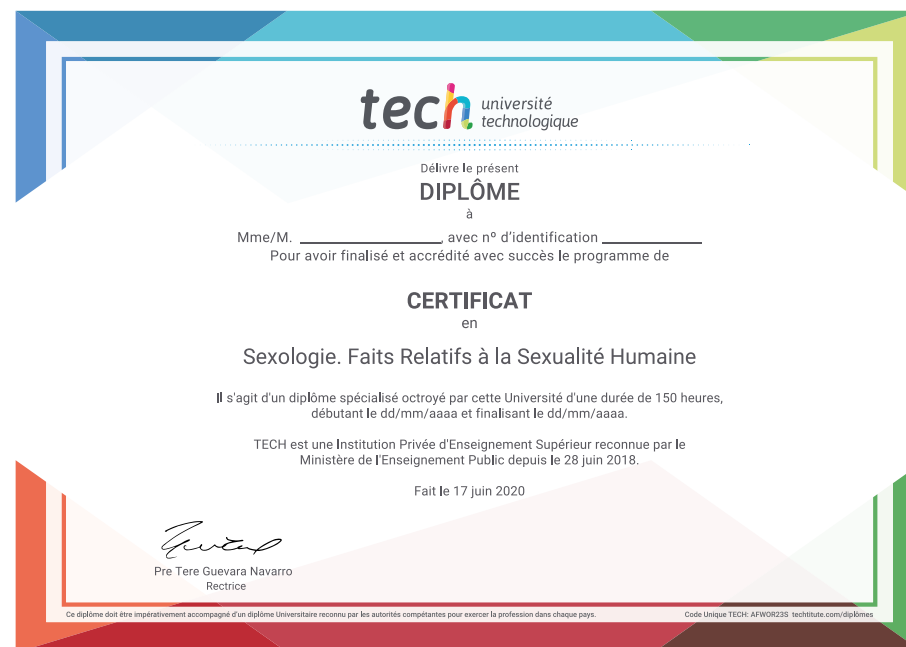 tech université
technologique
Délivre le présent
DIPLÔME
à
Mme/M. ____________________, avec nº d'identification ______________
Pour avoir finalisé et accrédité avec succès le programme de
CERTIFICAT
en
Sexologie. Faits Relatifs à la Sexualité Humaine
Il s'agit d'un diplôme spécialisé octroyé par cette Université d'une durée de 150 heures,
débutant le dd/mm/aaaa et finalisant le dd/mm/aaaa.
TECH est une Institution Privée d'Enseignement Supérieur reconnue par le
Ministère de l'Enseignement Public depuis le 28 juin 2018.
Fait le 17 juin 2020
Pre Tere Guevara Navarro
Rectrice
Ce diplôme doit être impérativement accompagné d'un diplôme Universitaire reconnu par les autorités compétantes pour exercer la profession dans chaque pays. Code Unique TECH: AFWOR23S techtitute.com/diplômes